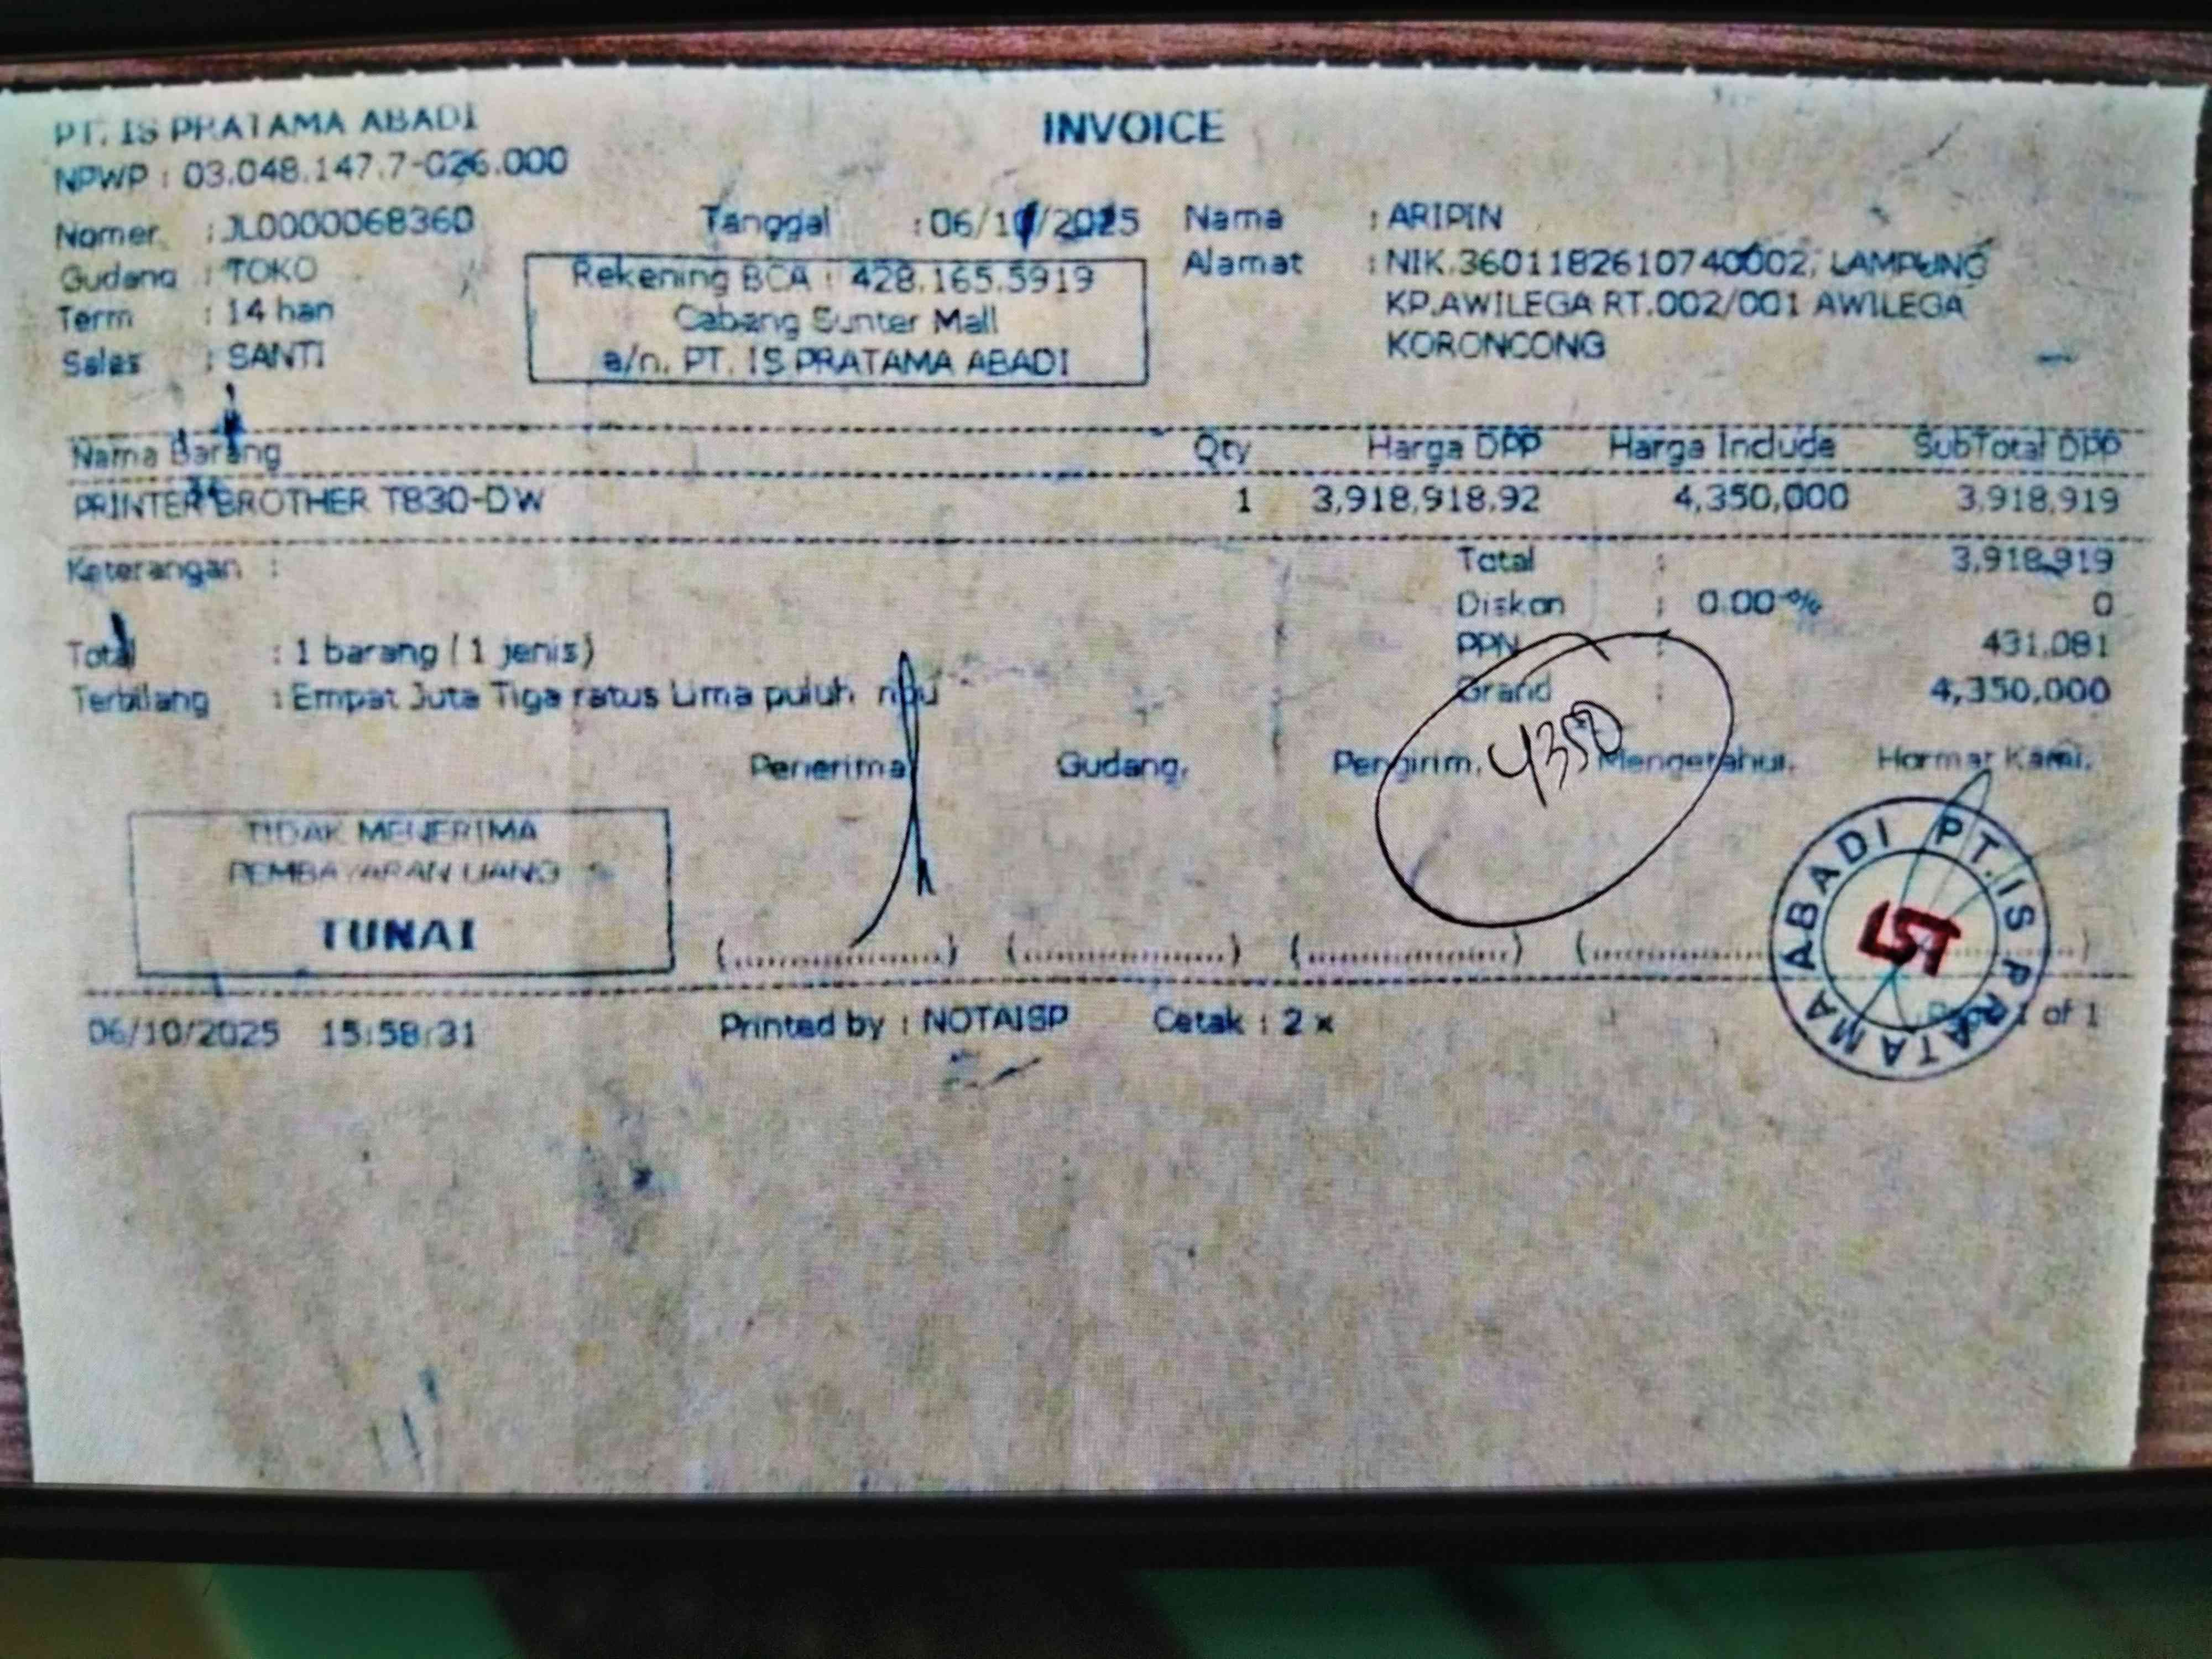 PT. IS PRATAMA ABADI
INVOICE
NPWP : 03.048.147.7-026.000
Nomer : JL0000068360
Tanggal : 06/10/2025
Nama : ARIPIN
Gudang : TOKO
Rekening BCA : 428.165.5919
Alamat : NIK.3601182610740002, LAMPUNG
Term : 14 hari
Cabang Sunter Mall
KP.AWILEGA RT.002/001 AWILEGA
Sales : SANTI
a/n. PT. IS PRATAMA ABADI
KORONCONG
Nama Barang Qty Harga DPP Harga Include SubTotal DPP
PRINTER BROTHER T830-DW 1 3,918,918.92 4,350,000 3,918,919
Keterangan :
Total : 3,918,919
Diskon : 0.00 % 0
Total : 1 barang ( 1 jenis)
PPN : 431,081
Terbilang : Empat Juta Tiga ratus Lima puluh ribu
Grand : 4,350,000
4350
Penerima Gudang, Pengirim, Mengetahui, Hormat Kami,
TIDAK MENERIMA
PEMBAYARAN UANG
TUNAI
(....................) (....................) (....................) (....................)
PT. IS PRATAMA ABADI
06/10/2025 15:58:31 Printed by : NOTAISP Cetak : 2 x Page 1 of 1